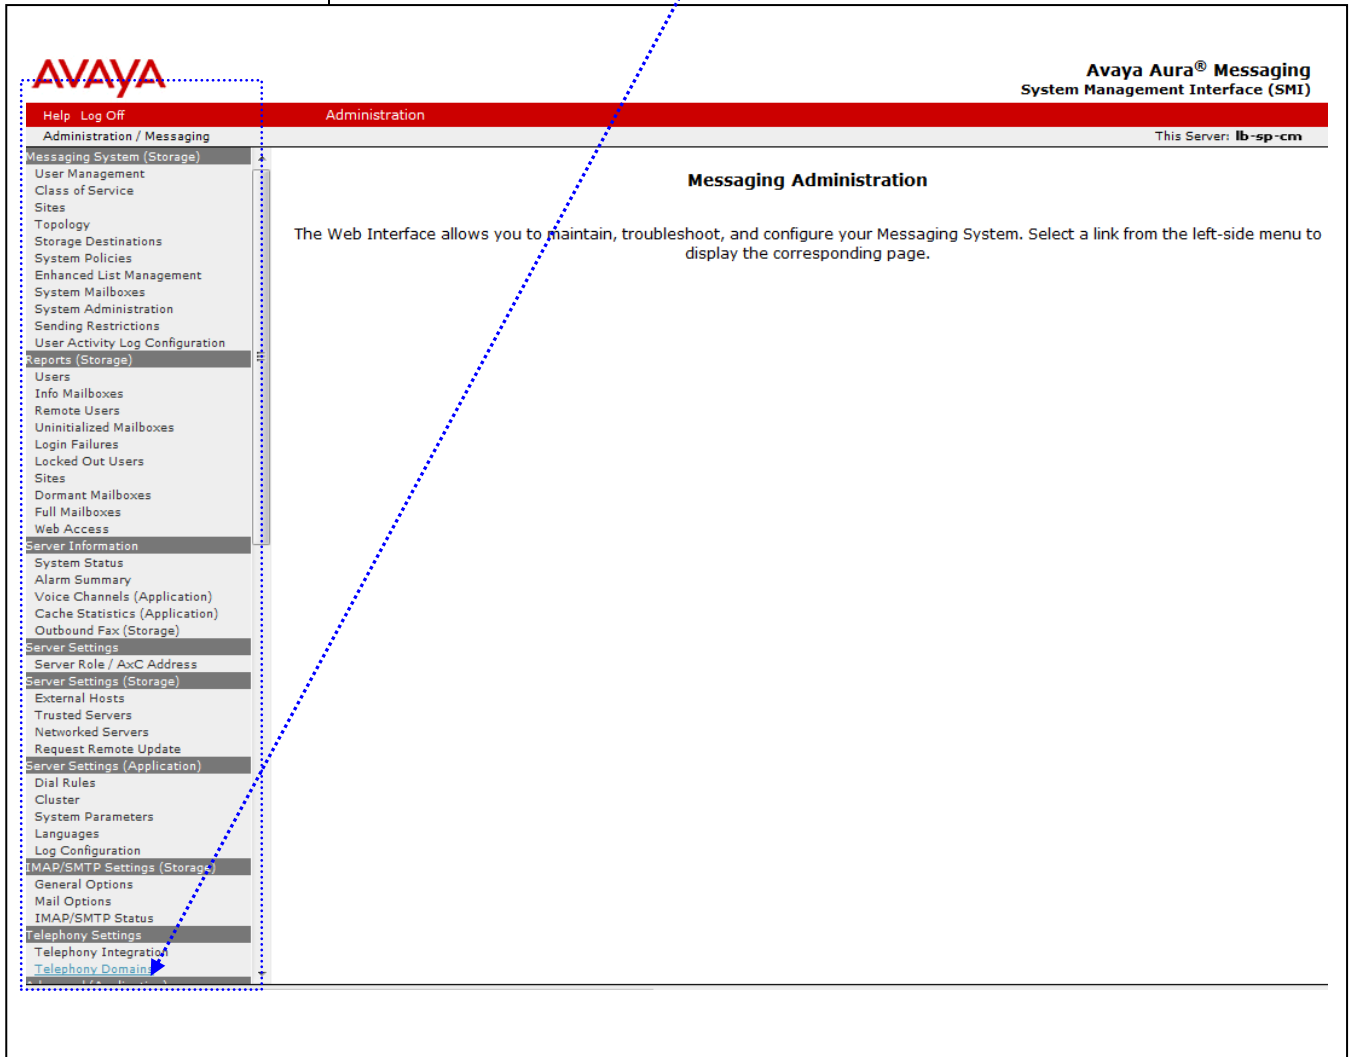 AVAYA
Avaya Aura® Messaging
System Management Interface (SMI)
Help Log Off
Administration
Administration / Messaging
This Server: lb-sp-cm
Messaging System (Storage)
User Management
Class of Service
Sites
Topology
Storage Destinations
System Policies
Enhanced List Management
System Mailboxes
System Administration
Sending Restrictions
User Activity Log Configuration
Reports (Storage)
Users
Info Mailboxes
Remote Users
Uninitialized Mailboxes
Login Failures
Locked Out Users
Sites
Dormant Mailboxes
Full Mailboxes
Web Access
Server Information
System Status
Alarm Summary
Voice Channels (Application)
Cache Statistics (Application)
Outbound Fax (Storage)
Server Settings
Server Role / AxC Address
Server Settings (Storage)
External Hosts
Trusted Servers
Networked Servers
Request Remote Update
Server Settings (Application)
Dial Rules
Cluster
System Parameters
Languages
Log Configuration
IMAP/SMTP Settings (Storage)
General Options
Mail Options
IMAP/SMTP Status
Telephony Settings
Telephony Integration
Telephony Domains
Messaging Administration
The Web Interface allows you to maintain, troubleshoot, and configure your Messaging System. Select a link from the left-side menu to
display the corresponding page.